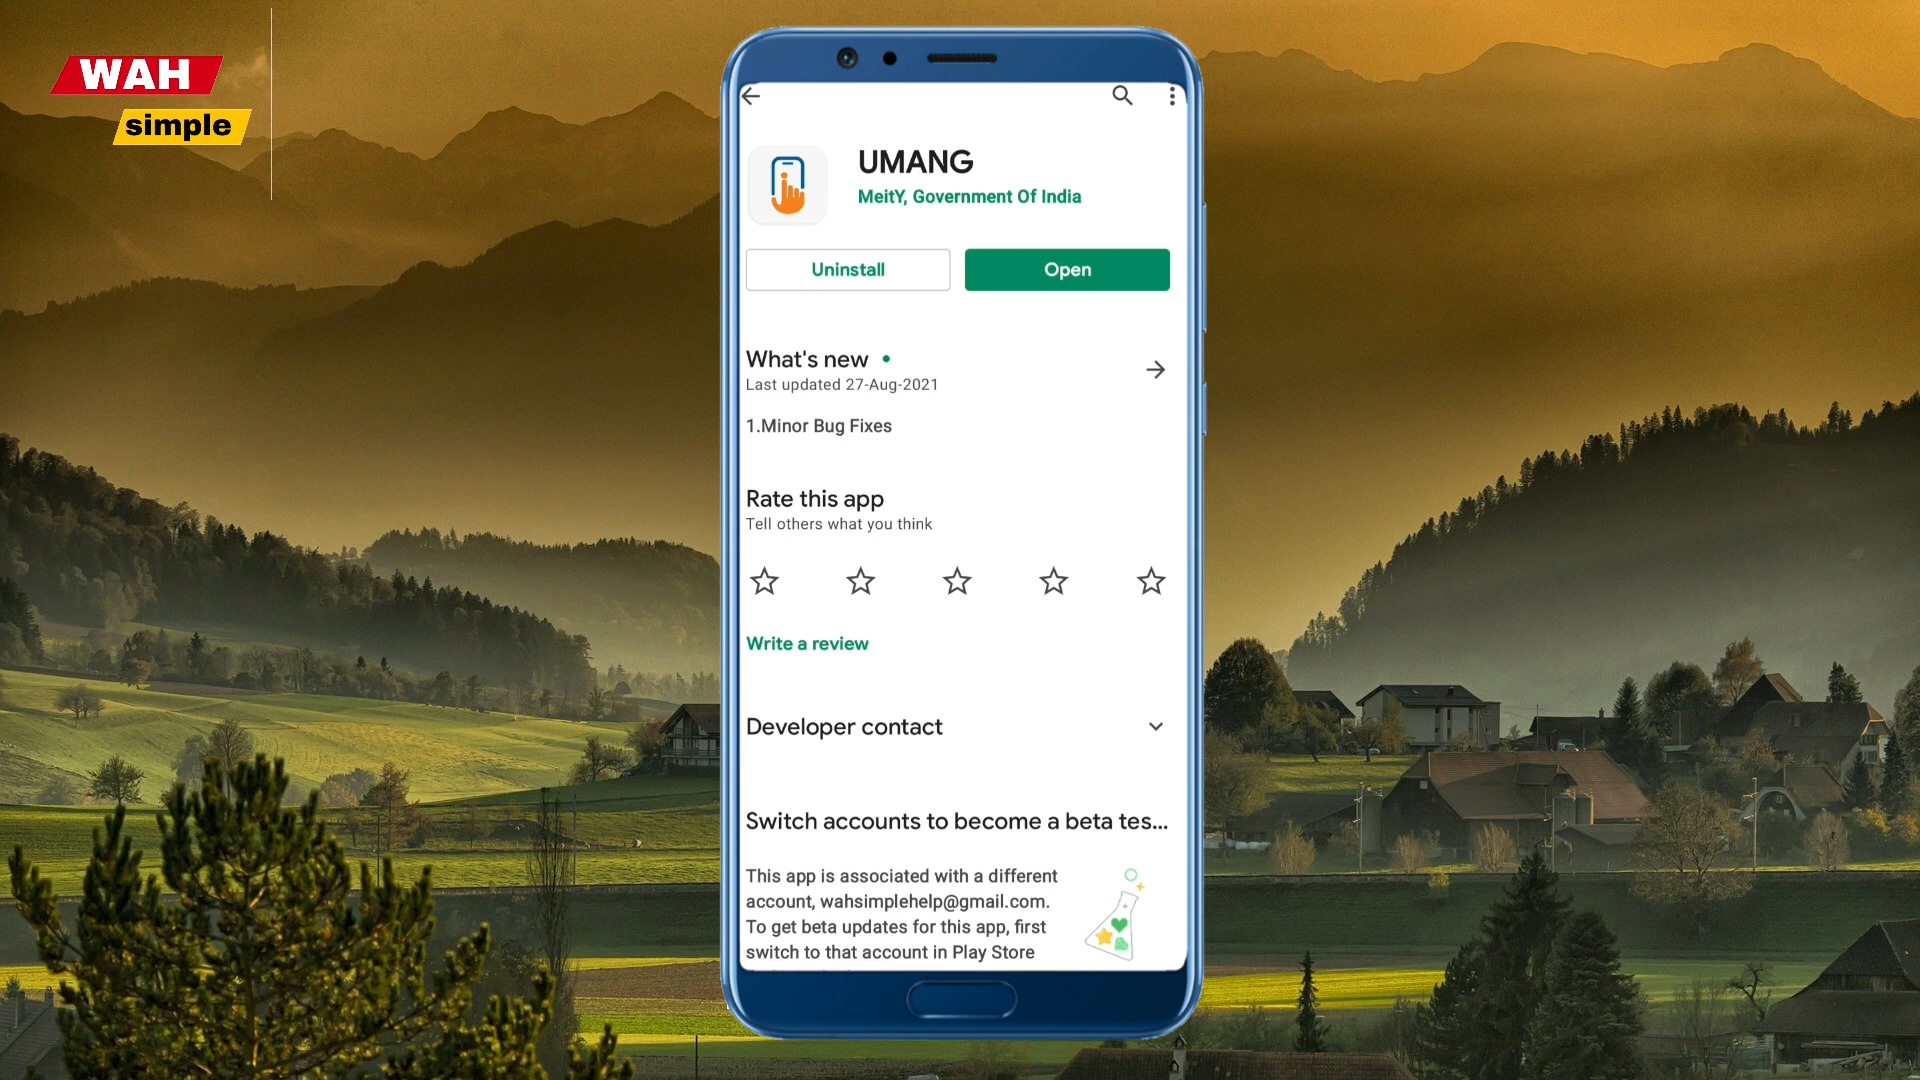 WAH
simple
UMANG
MeitY, Government Of India
Uninstall
Open
What's new
Last updated 27-Aug-2021
1.Minor Bug Fixes
Rate this app
Tell others what you think
Write a review
Developer contact
Switch accounts to become a beta tes...
This app is associated with a different
account, wahsimplehelp@gmail.com.
To get beta updates for this app, first
switch to that account in Play Store